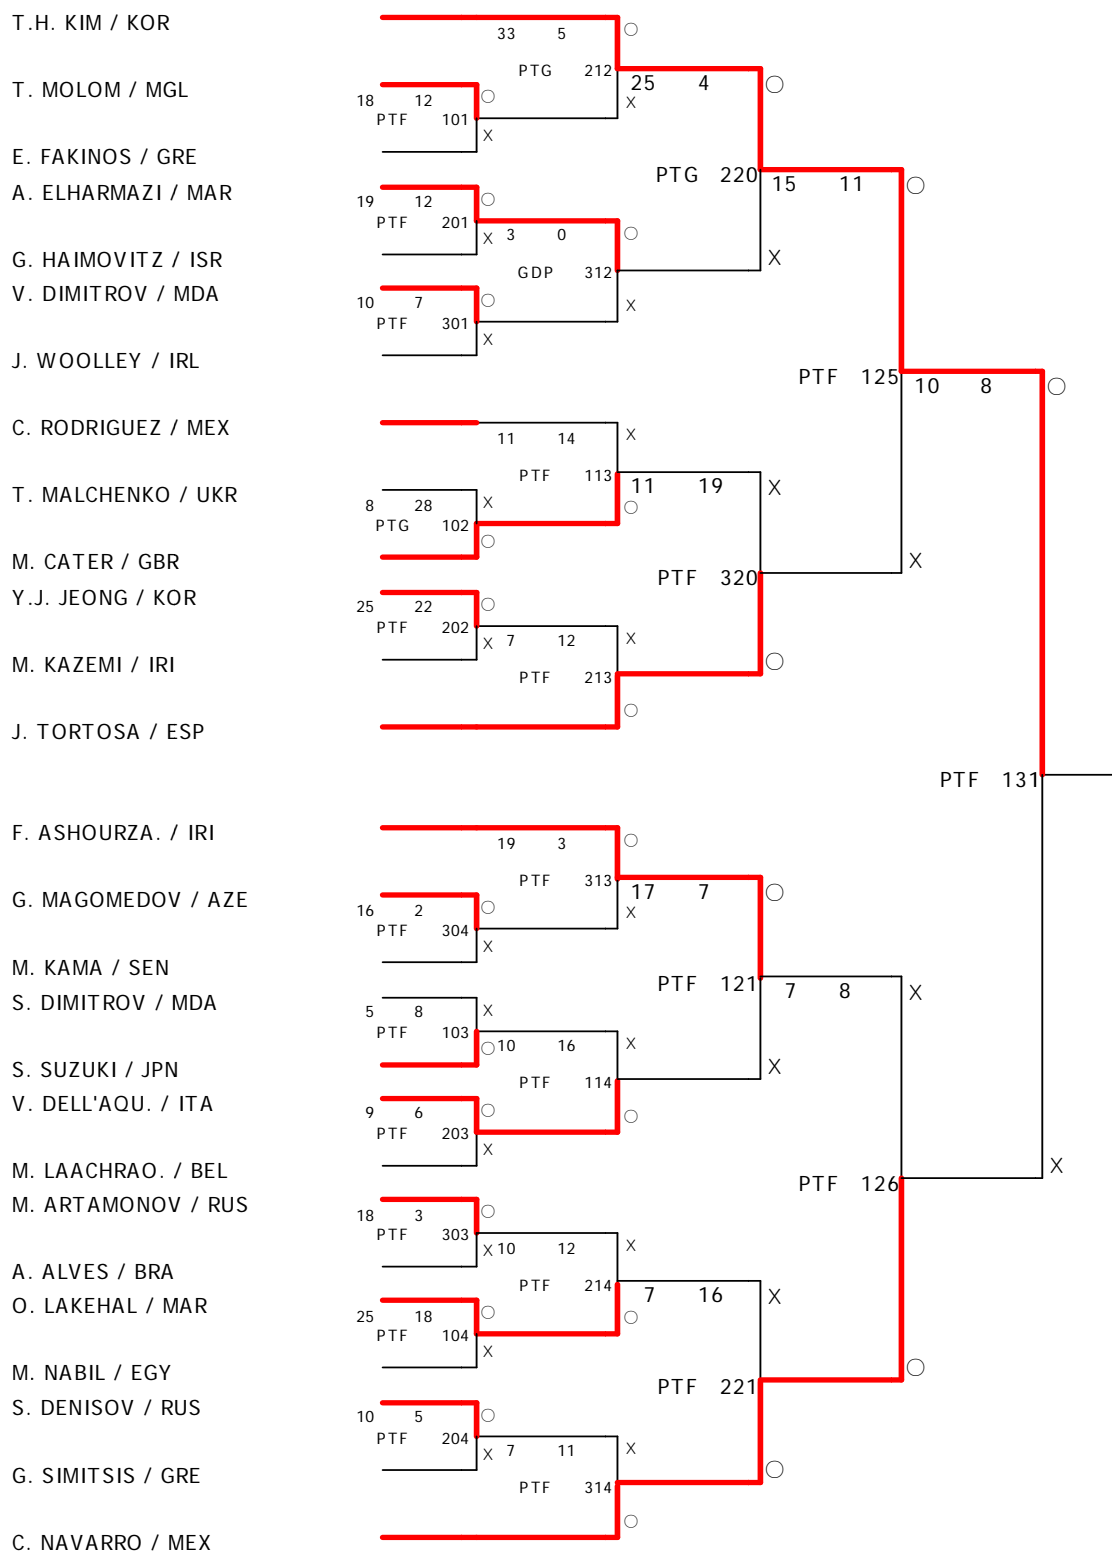 T.H. KIM / KOR
33 5 ○
PTG 212
25 4 ○
T. MOLOM / MGL
18 12 ○
PTF 101 X
X
E. FAKINOS / GRE
PTG 220
15 11 ○
A. ELHARMAZI / MAR
19 12 ○
PTF 201
X 3 0 ○
G. HAIMOVITZ / ISR
GDP 312
X
V. DIMITROV / MDA
10 7 ○
PTF 301
X
X
J. WOOLLEY / IRL
PTF 125
10 8 ○
C. RODRIGUEZ / MEX
11 14 X
PTF 113
11 19 X
T. MALCHENKO / UKR
8 28 X
PTG 102
○
○
M. CATER / GBR
X
PTF 320
Y.J. JEONG / KOR
25 22 ○
PTF 202
X 7 12 X
M. KAZEMI / IRI
PTF 213
○
○
J. TORTOSA / ESP
PTF 131
F. ASHOURZA. / IRI
19 3 ○
PTF 313
17 7 ○
G. MAGOMEDOV / AZE
16 2 ○
PTF 304
X
X
M. KAMA / SEN
PTF 121
7 8 X
S. DIMITROV / MDA
5 8 X
PTF 103
○ 10 16 X
S. SUZUKI / JPN
PTF 114
X
V. DELL'AQU. / ITA
9 6 ○
PTF 203
X
○
M. LAACHRAO. / BEL
X
PTF 126
M. ARTAMONOV / RUS
18 3 ○
PTF 303
X 10 12 X
A. ALVES / BRA
PTF 214
7 16 X
O. LAKEHAL / MAR
25 18 ○
PTF 104
X
○
M. NABIL / EGY
○
PTF 221
S. DENISOV / RUS
10 5 ○
PTF 204
X 7 11 X
G. SIMITSIS / GRE
PTF 314
○
○
C. NAVARRO / MEX